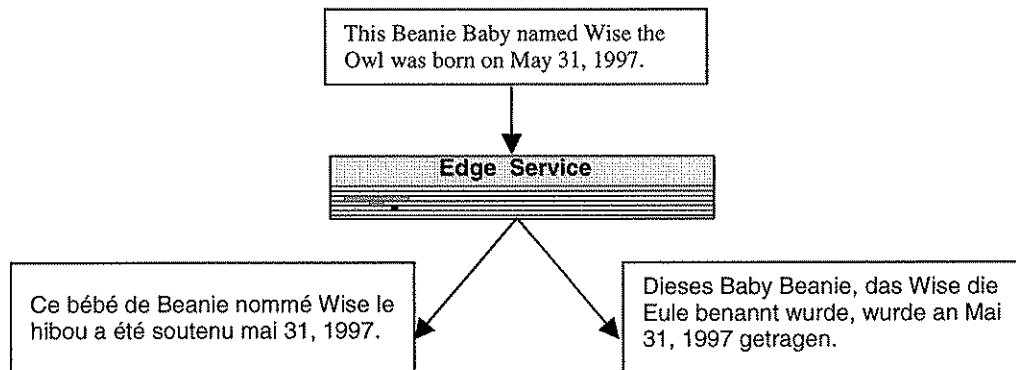 This Beanie Baby named Wise the
Owl was born on May 31, 1997.
Edge Service
Ce bébé de Beanie nommé Wise le
hibou a été soutenu mai 31, 1997.
Dieses Baby Beanie, das Wise die
Eule benannt wurde, wurde an Mai
31, 1997 getragen.